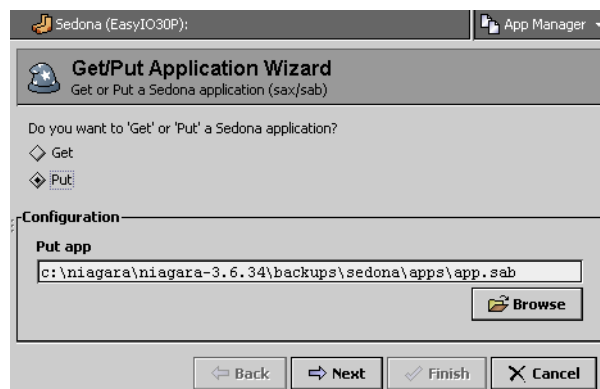 Sedona (EasyIO30P): App Manager
Get/Put Application Wizard
Get or Put a Sedona application (sax/sab)
Do you want to 'Get' or 'Put' a Sedona application?
Get
Put
Configuration
Put app
c:\niagara\niagara-3.6.34\backups\sedona\apps\app.sab
Browse
Back Next Finish Cancel